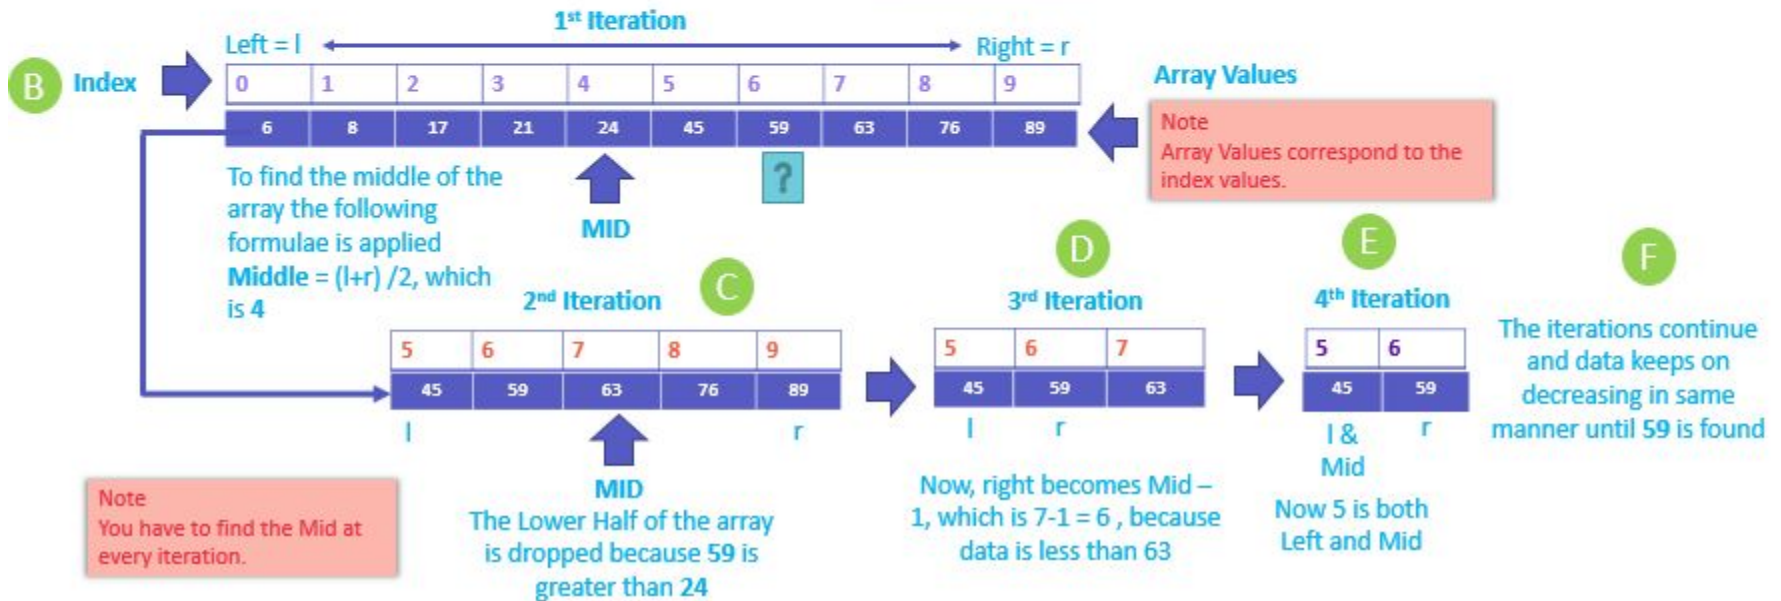 1st Iteration
Left = l
Right = r
B
Index
0 1 2 3 4 5 6 7 8 9
Array Values
6 8 17 21 24 45 59 63 76 89
Note
Array Values correspond to the
index values.
?
MID
To find the middle of the
array the following
formulae is applied
Middle = (l+r) /2, which
is 4
C
2nd Iteration
5 6 7 8 9
45 59 63 76 89
l
r
MID
The Lower Half of the array
is dropped because 59 is
greater than 24
Note
You have to find the Mid at
every iteration.
D
3rd Iteration
5 6 7
45 59 63
l
r
Now, right becomes Mid –
1, which is 7-1 = 6 , because
data is less than 63
E
4th Iteration
5 6
45 59
l &
Mid
r
Now 5 is both
Left and Mid
F
The iterations continue
and data keeps on
decreasing in same
manner until 59 is found